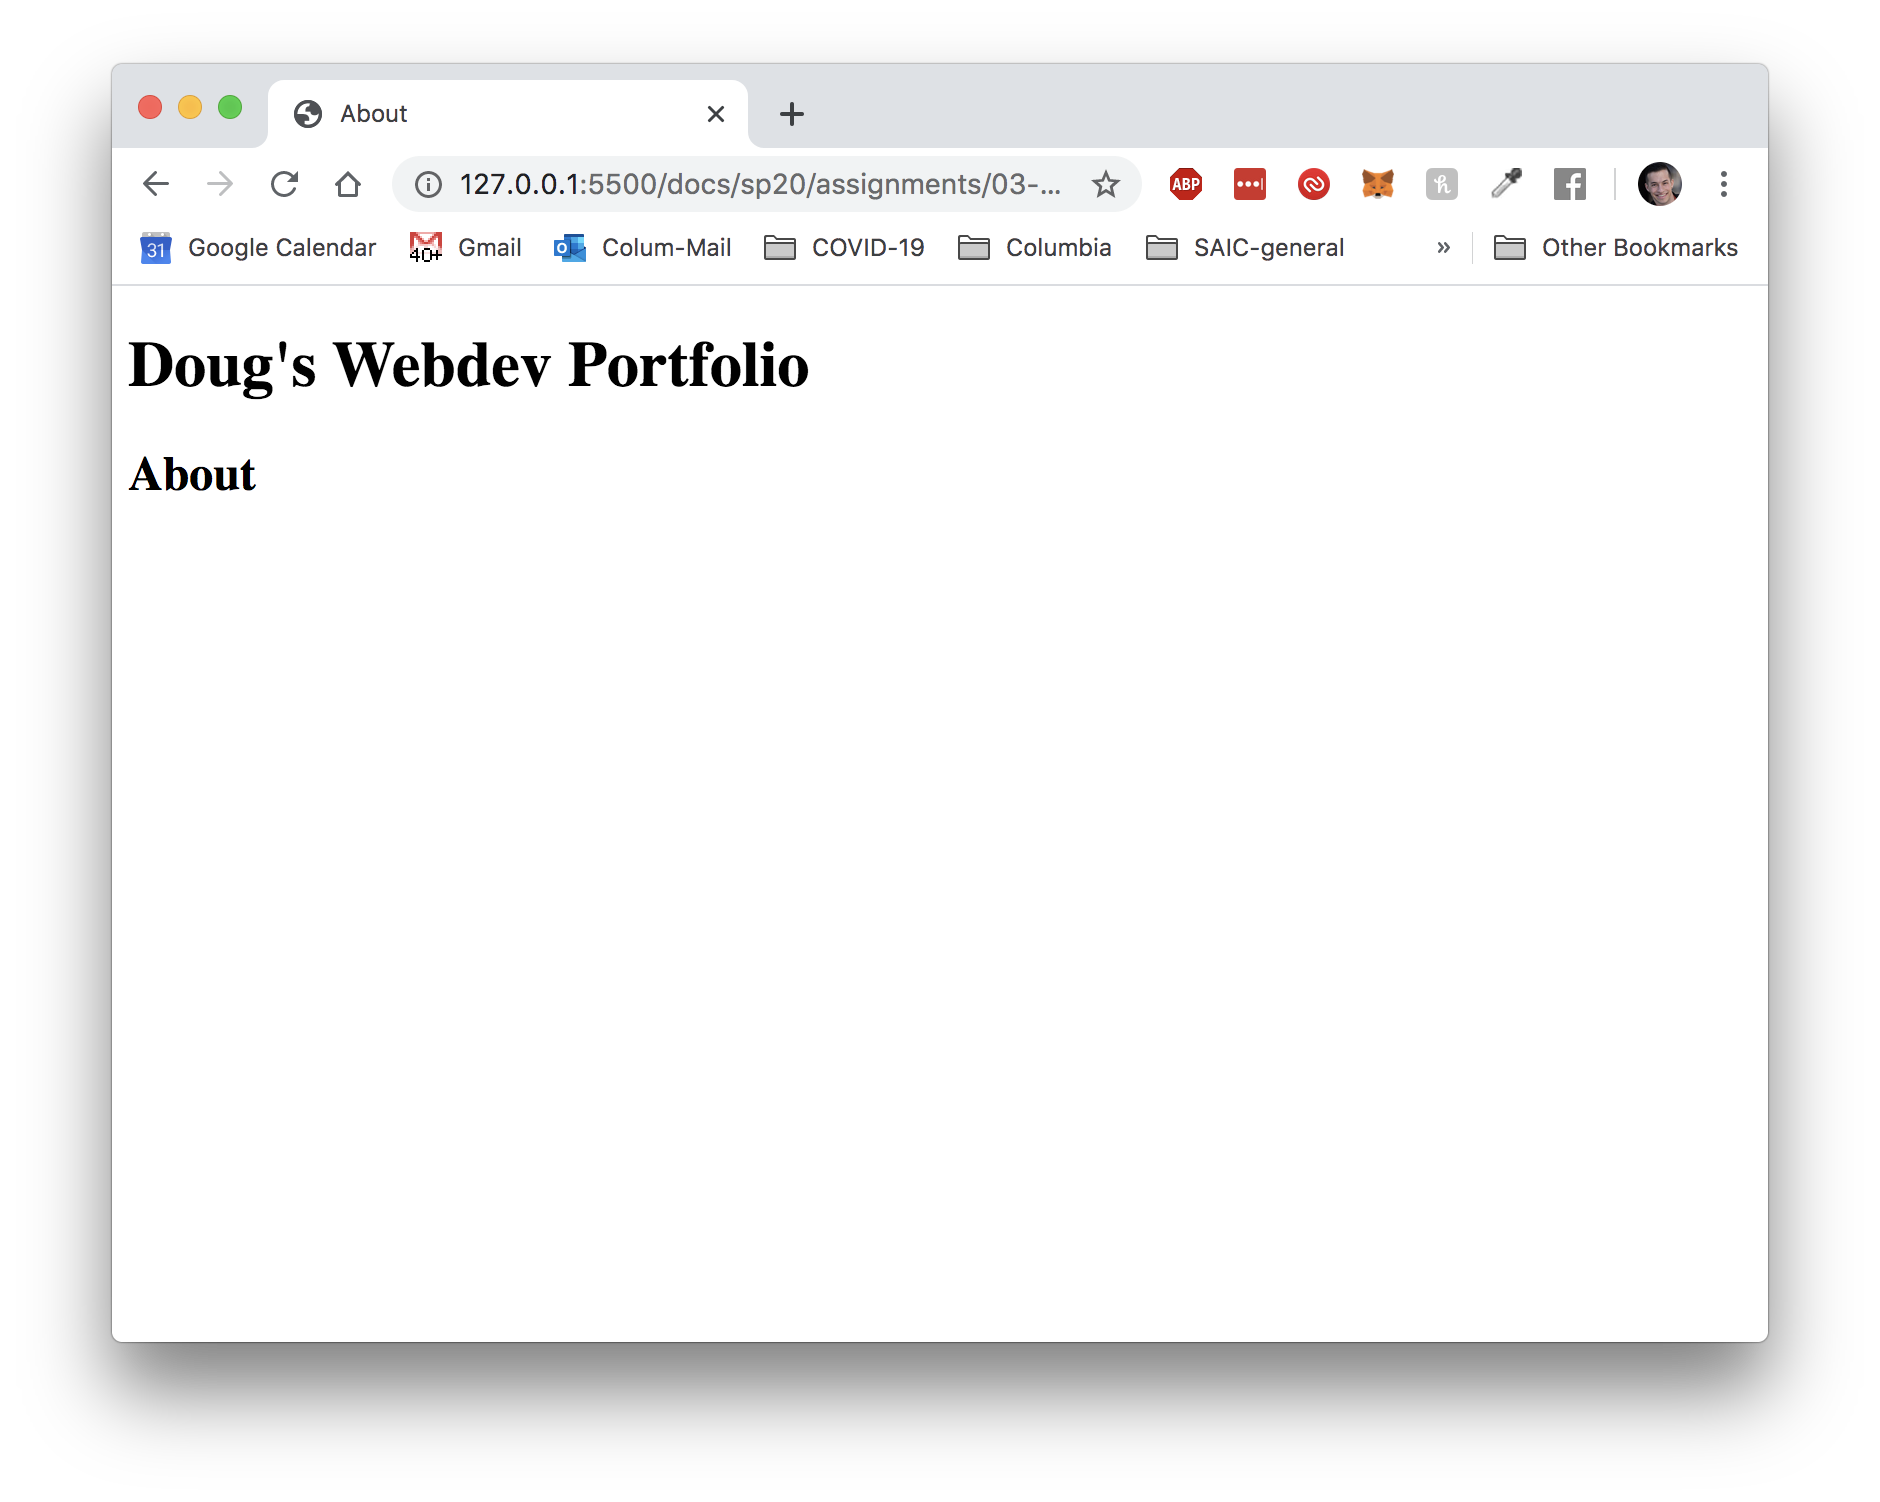 About
127.0.0.1:5500/docs/sp20/assignments/03-...
ABP
31 Google Calendar 40+ Gmail Colum-Mail COVID-19 Columbia SAIC-general » Other Bookmarks
Doug's Webdev Portfolio
About